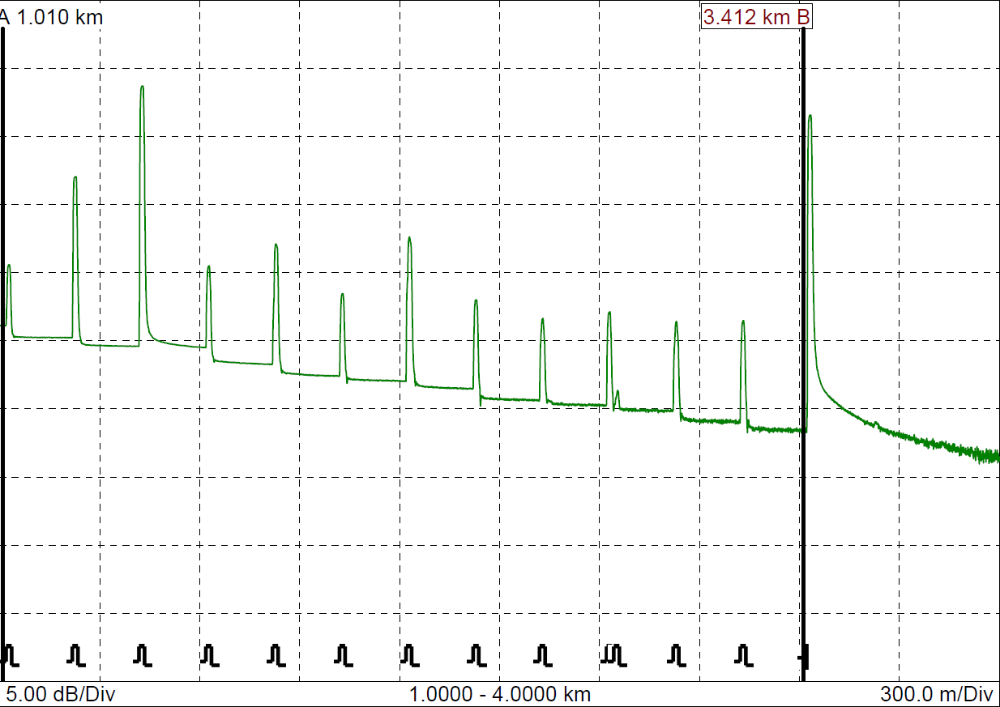 A 1.010 km
3.412 km B
5.00 dB/Div
1.0000 - 4.0000 km
300.0 m/Div